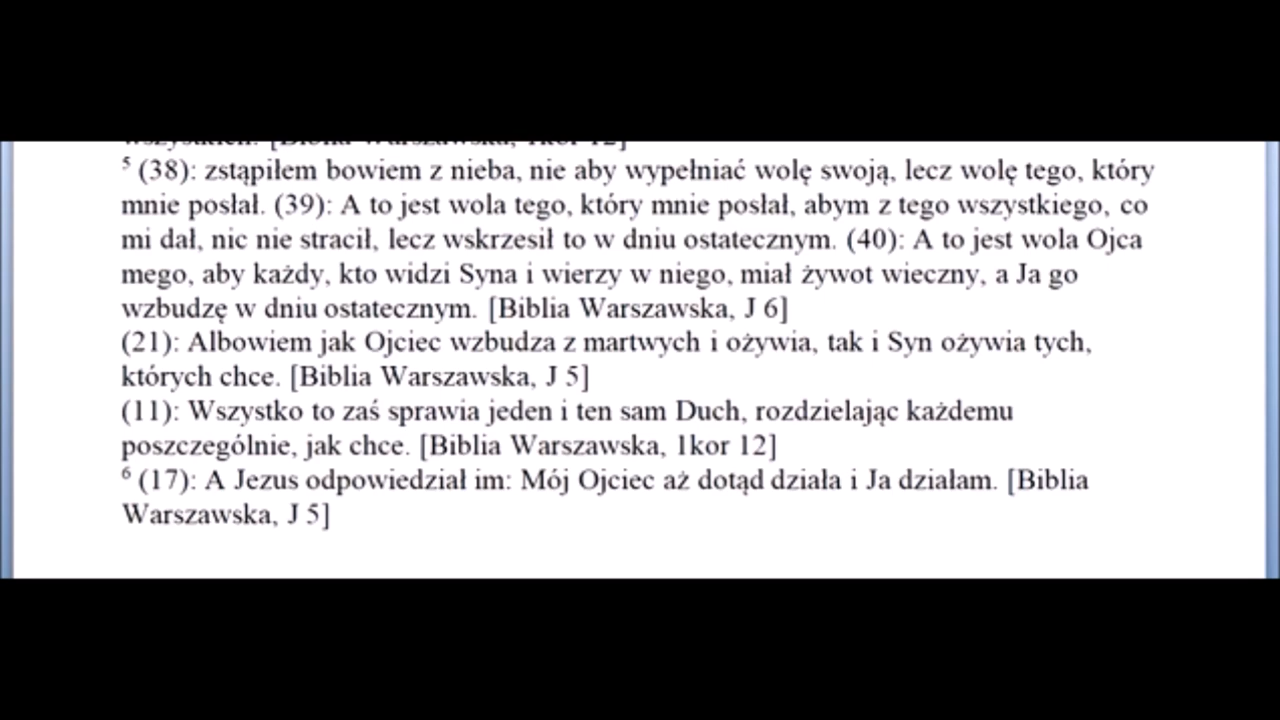 ⁵ (38): zstąpiłem bowiem z nieba, nie aby wypełniać wolę swoją, lecz wolę tego, który
mnie posłał. (39): A to jest wola tego, który mnie posłał, abym z tego wszystkiego, co
mi dał, nic nie stracił, lecz wskrzesił to w dniu ostatecznym. (40): A to jest wola Ojca
mego, aby każdy, kto widzi Syna i wierzy w niego, miał żywot wieczny, a Ja go
wzbudzę w dniu ostatecznym. [Biblia Warszawska, J 6]
(21): Albowiem jak Ojciec wzbudza z martwych i ożywia, tak i Syn ożywia tych,
których chce. [Biblia Warszawska, J 5]
(11): Wszystko to zaś sprawia jeden i ten sam Duch, rozdzielając każdemu
poszczególnie, jak chce. [Biblia Warszawska, 1kor 12]
⁶ (17): A Jezus odpowiedział im: Mój Ojciec aż dotąd działa i Ja działam. [Biblia
Warszawska, J 5]